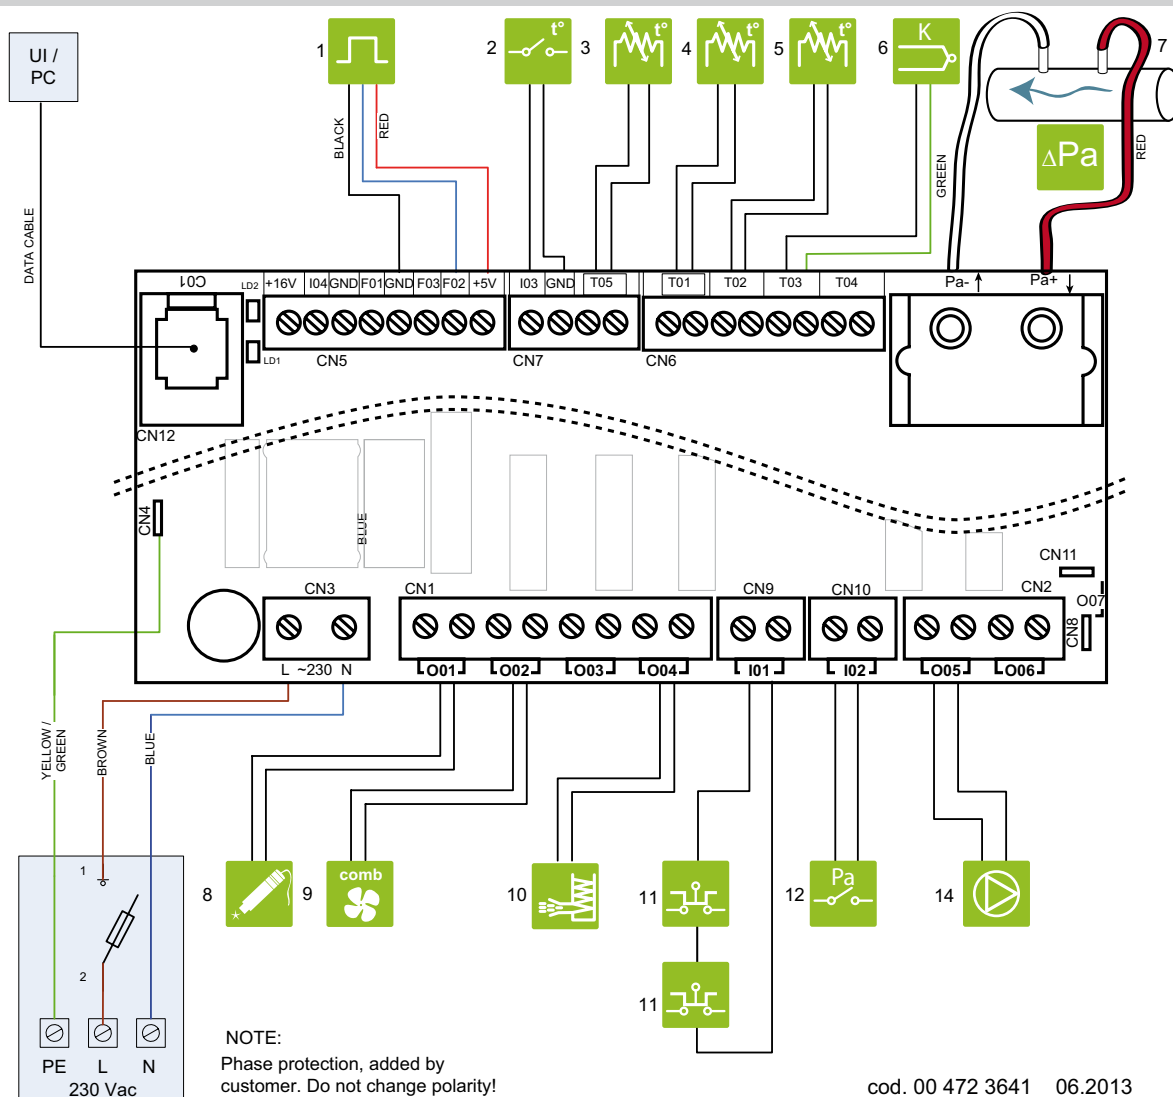 UI /
PC
1
2
t°
3
t°
4
t°
5
t°
6
K
7
BLACK
RED
GREEN
ΔPa
RED
DATA CABLE
C01
LD2
+16V
I04
GND
F01
GND
F03
F02
+5V
I03
GND
T05
T01
T02
T03
T04
Pa-
Pa+
LD1
CN5
CN7
CN6
CN12
CN4
BLUE
CN11
CN3
CN1
CN9
CN10
CN2
O07
CN8
L ~230 N
O01
O02
O03
O04
I01
I02
O05
O06
YELLOW /
GREEN
BROWN
BLUE
1
2
8
9
comb
10
11
12
Pa
14
11
PE
L
N
230 Vac
NOTE:
Phase protection, added by
customer. Do not change polarity!
cod. 00 472 3641 06.2013